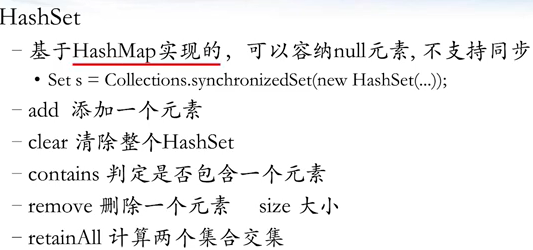 HashSet
– 基于HashMap实现的，可以容纳null元素, 不支持同步
• Set s = Collections.synchronizedSet(new HashSet(...));
– add 添加一个元素
– clear 清除整个HashSet
– contains 判定是否包含一个元素
– remove 删除一个元素 size 大小
– retainAll 计算两个集合交集